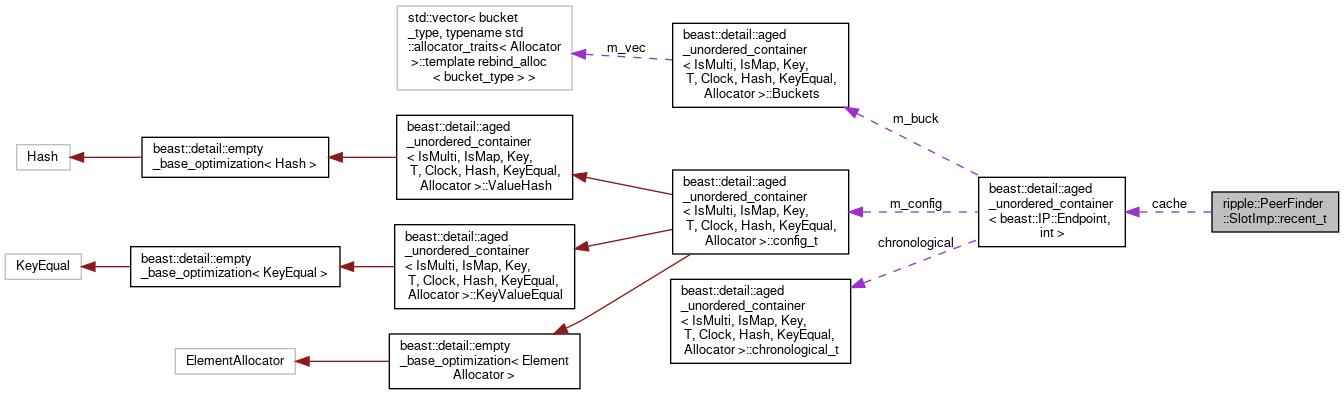 std::vector< bucket
_type, typename std
::allocator_traits< Allocator
>::template rebind_alloc
< bucket_type > >
m_vec
beast::detail::aged
_unordered_container
< IsMulti, IsMap, Key,
T, Clock, Hash, KeyEqual,
Allocator >::Buckets
m_buck
Hash
beast::detail::empty
_base_optimization< Hash >
beast::detail::aged
_unordered_container
< IsMulti, IsMap, Key,
T, Clock, Hash, KeyEqual,
Allocator >::ValueHash
beast::detail::aged
_unordered_container
< IsMulti, IsMap, Key,
T, Clock, Hash, KeyEqual,
Allocator >::config_t
m_config
beast::detail::aged
_unordered_container
< beast::IP::Endpoint,
int >
cache
ripple::PeerFinder
::SlotImp::recent_t
KeyEqual
beast::detail::empty
_base_optimization< KeyEqual >
beast::detail::aged
_unordered_container
< IsMulti, IsMap, Key,
T, Clock, Hash, KeyEqual,
Allocator >::KeyValueEqual
chronological
beast::detail::aged
_unordered_container
< IsMulti, IsMap, Key,
T, Clock, Hash, KeyEqual,
Allocator >::chronological_t
ElementAllocator
beast::detail::empty
_base_optimization< Element
Allocator >